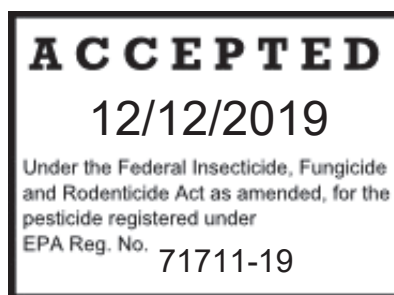 ACCEPTED
12/12/2019
Under the Federal Insecticide, Fungicide
and Rodenticide Act as amended, for the
pesticide registered under
EPA Reg. No. 71711-19